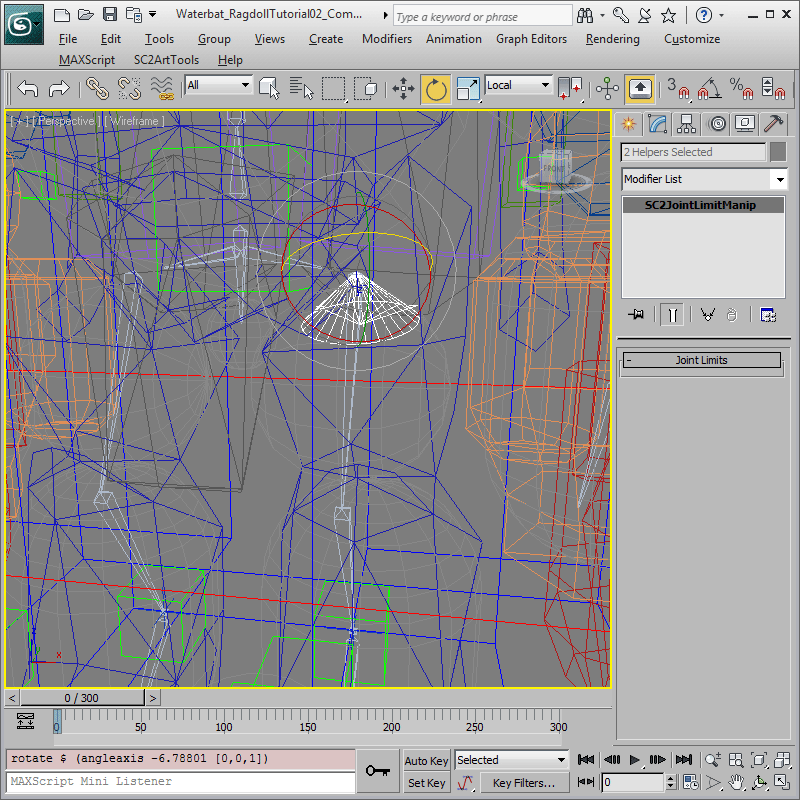 Waterbat_RagdollTutorial02_Com...
Type a keyword or phrase
File Edit Tools Group Views Create Modifiers Animation Graph Editors Rendering Customize
MAXScript SC2ArtTools Help
All
Local
3
%
[ + ] [ Perspective ] [ Wireframe ]
FRONT
2 Helpers Selected
Modifier List
SC2JointLimitManip
- Joint Limits
x
< 0 / 300 >
0 50 100 150 200 250 300
rotate $ (angleaxis -6.78801 [0,0,1])
MAXScript Mini Listener
Auto Key Selected
Set Key Key Filters...
0